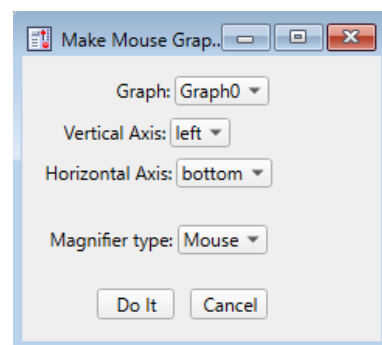 Make Mouse Grap..
Graph: Graph0
Vertical Axis: left
Horizontal Axis: bottom
Magnifier type: Mouse
Do It Cancel